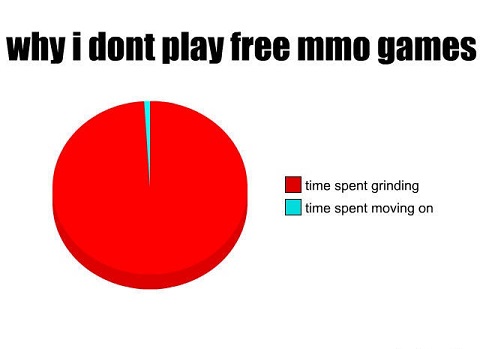 why i dont play free mmo games
time spent grinding
time spent moving on